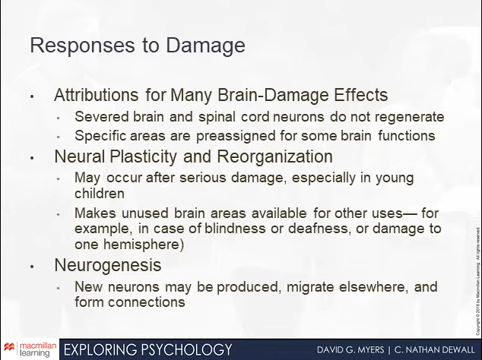 Responses to Damage
• Attributions for Many Brain-Damage Effects
• Severed brain and spinal cord neurons do not regenerate
• Specific areas are preassigned for some brain functions
• Neural Plasticity and Reorganization
• May occur after serious damage, especially in young
children
• Makes unused brain areas available for other uses— for
example, in case of blindness or deafness, or damage to
one hemisphere)
• Neurogenesis
• New neurons may be produced, migrate elsewhere, and
form connections
macmillan
learning
EXPLORING PSYCHOLOGY
DAVID G. MYERS | C. NATHAN DEWALL